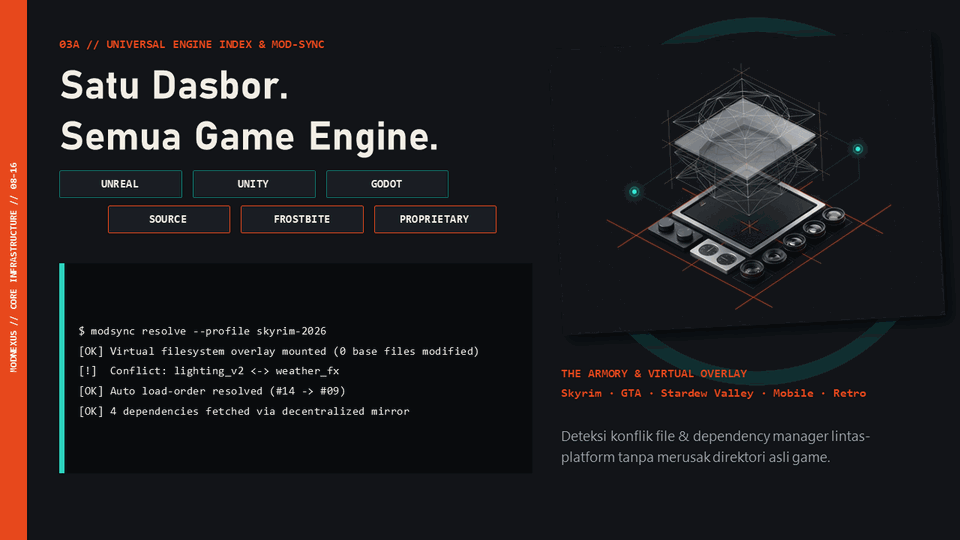 MODNEXUS // CORE INFRASTRUCTURE // 08-16
03A // UNIVERSAL ENGINE INDEX & MOD-SYNC
Satu Dasbor.
Semua Game Engine.
UNREAL UNITY GODOT
SOURCE FROSTBITE PROPRIETARY
$ modsync resolve --profile skyrim-2026
[OK] Virtual filesystem overlay mounted (0 base files modified)
[!]  Conflict: lighting_v2 <-> weather_fx
[OK] Auto load-order resolved (#14 -> #09)
[OK] 4 dependencies fetched via decentralized mirror
THE ARMORY & VIRTUAL OVERLAY
Skyrim · GTA · Stardew Valley · Mobile · Retro
Deteksi konflik file & dependency manager lintas-
platform tanpa merusak direktori asli game.